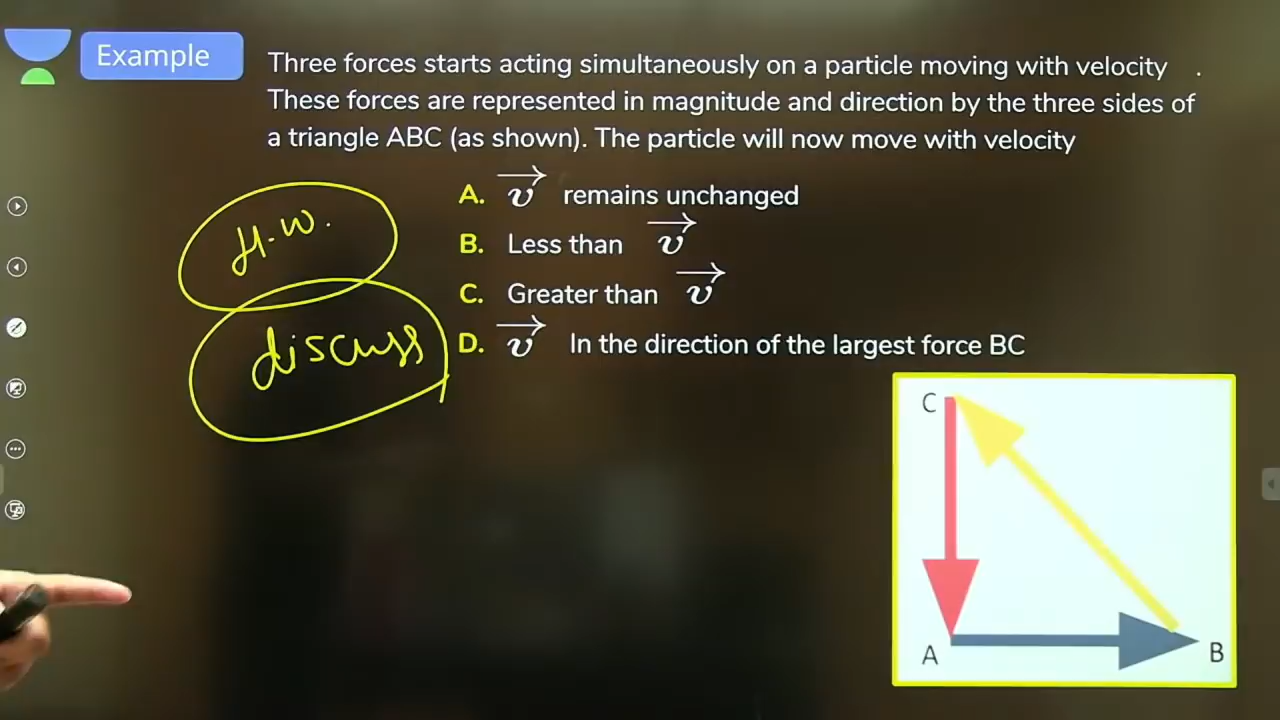 Example
Three forces starts acting simultaneously on a particle moving with velocity .
These forces are represented in magnitude and direction by the three sides of
a triangle ABC (as shown). The particle will now move with velocity
A. v⃗ remains unchanged
B. Less than v⃗
C. Greater than v⃗
D. v⃗ In the direction of the largest force BC
H.W.
discuss
C
A
B